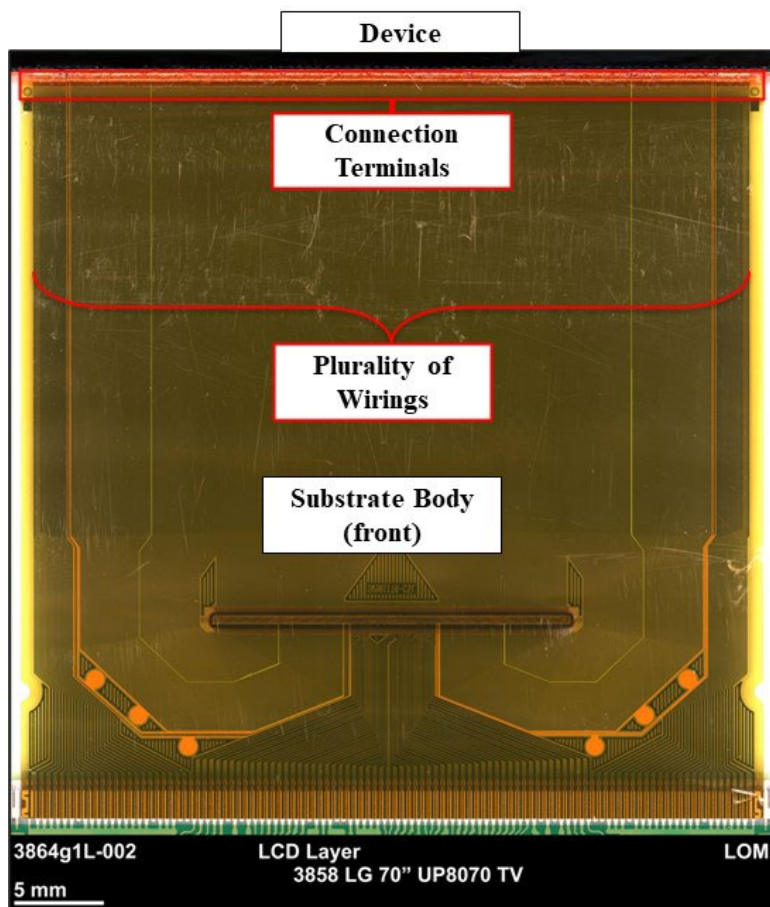 Device
Connection
Terminals
Plurality of
Wirings
Substrate Body
(front)
3864g1L-002
LCD Layer
LOM
3858 LG 70” UP8070 TV
5 mm